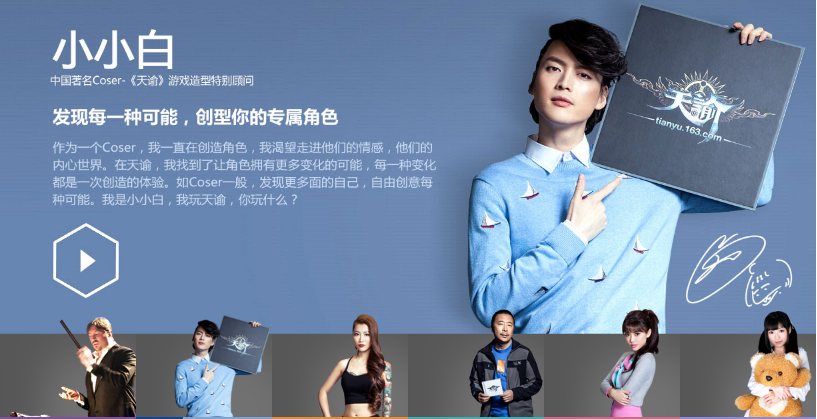 小小白
中国著名Coser-《天谕》游戏造型特别顾问
发现每一种可能，创型你的专属角色
作为一个Coser，我一直在创造角色，我渴望走进他们的情感，他们的
内心世界。在天谕，我找到了让角色拥有更多变化的可能，每一种变化
都是一次创造的体验。如Coser一般，发现更多面的自己，自由创意每
种可能。我是小小白，我玩天谕，你玩什么？
天谕
tianyu.163.com